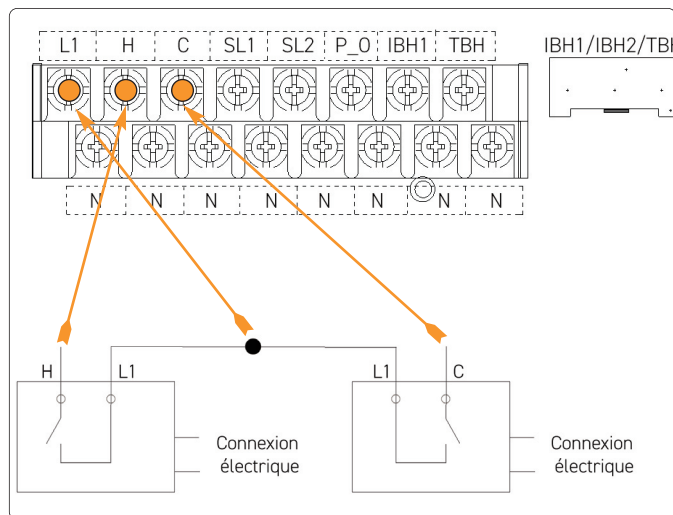 L1 H C SL1 SL2 P_O IBH1 TBH IBH1/IBH2/TBH
N N N N N N N N
H L1 L1 C
Connexion électrique
Connexion électrique